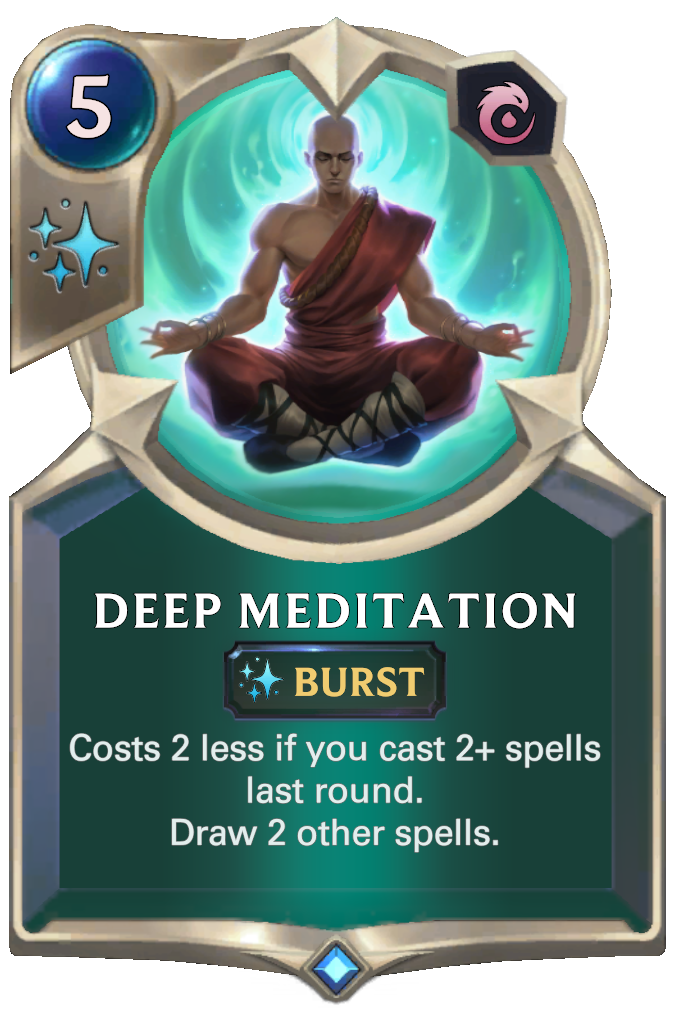 5
DEEP MEDITATION
BURST
Costs 2 less if you cast 2+ spells
last round.
Draw 2 other spells.